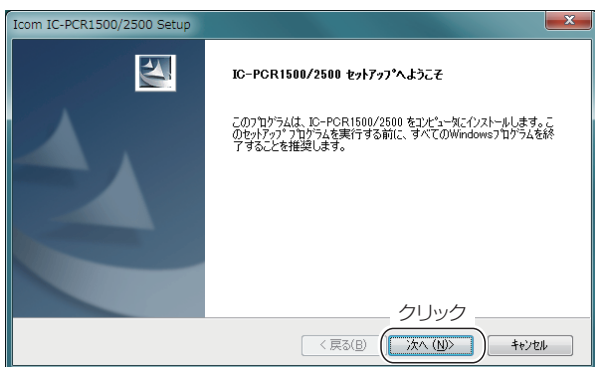 Icom IC-PCR1500/2500 Setup
IC-PCR1500/2500 ｾｯﾄｱｯﾌﾟへようこそ
このﾌﾟﾛｸﾞﾗﾑは、IC-PCR1500/2500 をｺﾝﾋﾟｭｰﾀにインストールします。こ
のｾｯﾄｱｯﾌﾟ ﾌﾟﾛｸﾞﾗﾑを実行する前に、すべてのWindowsﾌﾟﾛｸﾞﾗﾑを終
了することを推奨します。
クリック
< 戻る(B)
次へ (N)>
ｷｬﾝｾﾙ